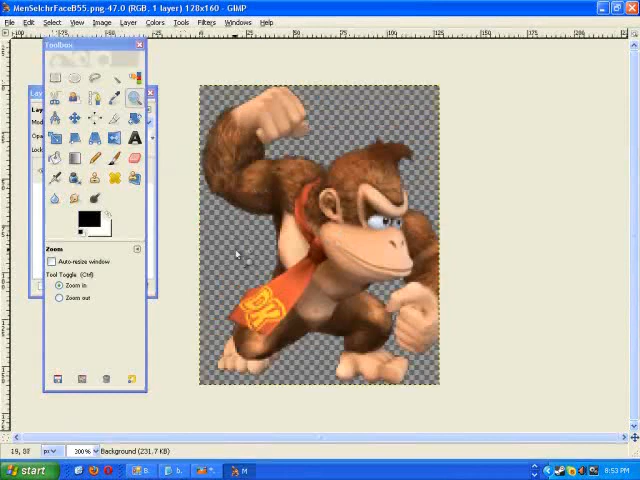 MenSelchrFaceB55.png-47.0 (RGB, 1 layer) 128x160 - GIMP
File Edit Select View Image Layer Colors Tools Filters Windows Help
Toolbox
Zoom
Auto-resize window
Tool Toggle (Ctrl)
Zoom in
Zoom out
DK
px 300% Background (231.7 KB)
start 8:53 PM